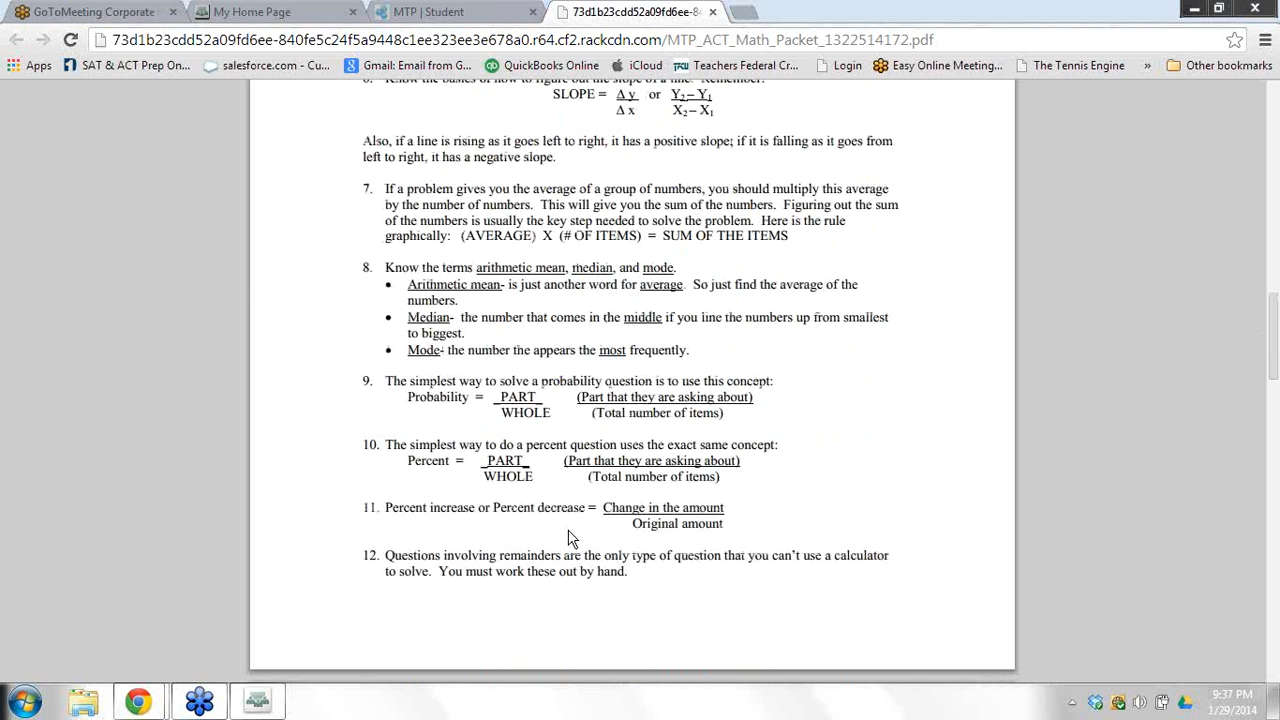 GoToMeeting Corporate
My Home Page
MTP | Student
73d1b23cdd52a09fd6ee-8
73d1b23cdd52a09fd6ee-840fe5c24f5a9448c1ee323ee3e678a0.r64.cf2.rackcdn.com/MTP_ACT_Math_Packet_1322514172.pdf
Apps SAT & ACT Prep On... salesforce.com - Cu... Gmail: Email from G... QuickBooks Online iCloud Teachers Federal Cr... Login Easy Online Meeting... The Tennis Engine » Other bookmarks
SLOPE = Δ y or Y2 – Y1
Δ x X2 – X1
Also, if a line is rising as it goes left to right, it has a positive slope; if it is falling as it goes from
left to right, it has a negative slope.
7. If a problem gives you the average of a group of numbers, you should multiply this average
by the number of numbers. This will give you the sum of the numbers. Figuring out the sum
of the numbers is usually the key step needed to solve the problem. Here is the rule
graphically: (AVERAGE) X (# OF ITEMS) = SUM OF THE ITEMS
8. Know the terms arithmetic mean, median, and mode.
• Arithmetic mean- is just another word for average. So just find the average of the
numbers.
• Median- the number that comes in the middle if you line the numbers up from smallest
to biggest.
• Mode- the number the appears the most frequently.
9. The simplest way to solve a probability question is to use this concept:
Probability = _PART_ (Part that they are asking about)
WHOLE (Total number of items)
10. The simplest way to do a percent question uses the exact same concept:
Percent = _PART_ (Part that they are asking about)
WHOLE (Total number of items)
11. Percent increase or Percent decrease = Change in the amount
Original amount
12. Questions involving remainders are the only type of question that you can't use a calculator
to solve. You must work these out by hand.
9:37 PM
1/29/2014